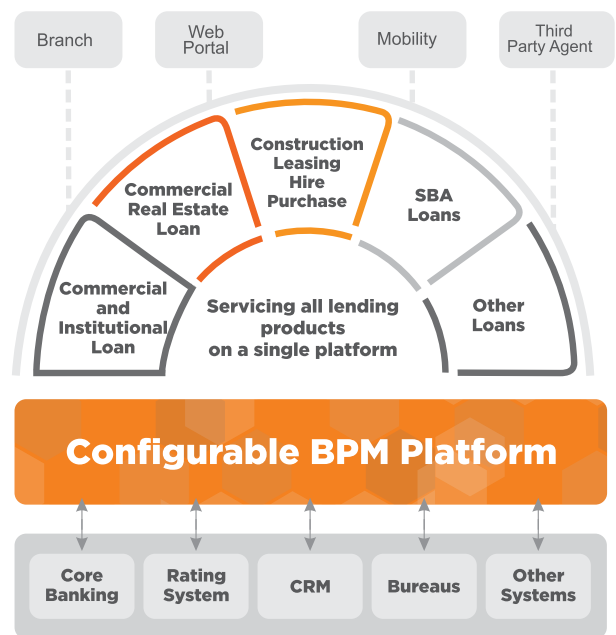 Branch
Web
Portal
Mobility
Third
Party Agent
Construction
Leasing
Hire
Purchase
Commercial
Real Estate
Loan
SBA
Loans
Commercial
and
Institutional
Loan
Servicing all lending
products
on a single platform
Other
Loans
Configurable BPM Platform
Core
Banking
Rating
System
CRM
Bureaus
Other
Systems